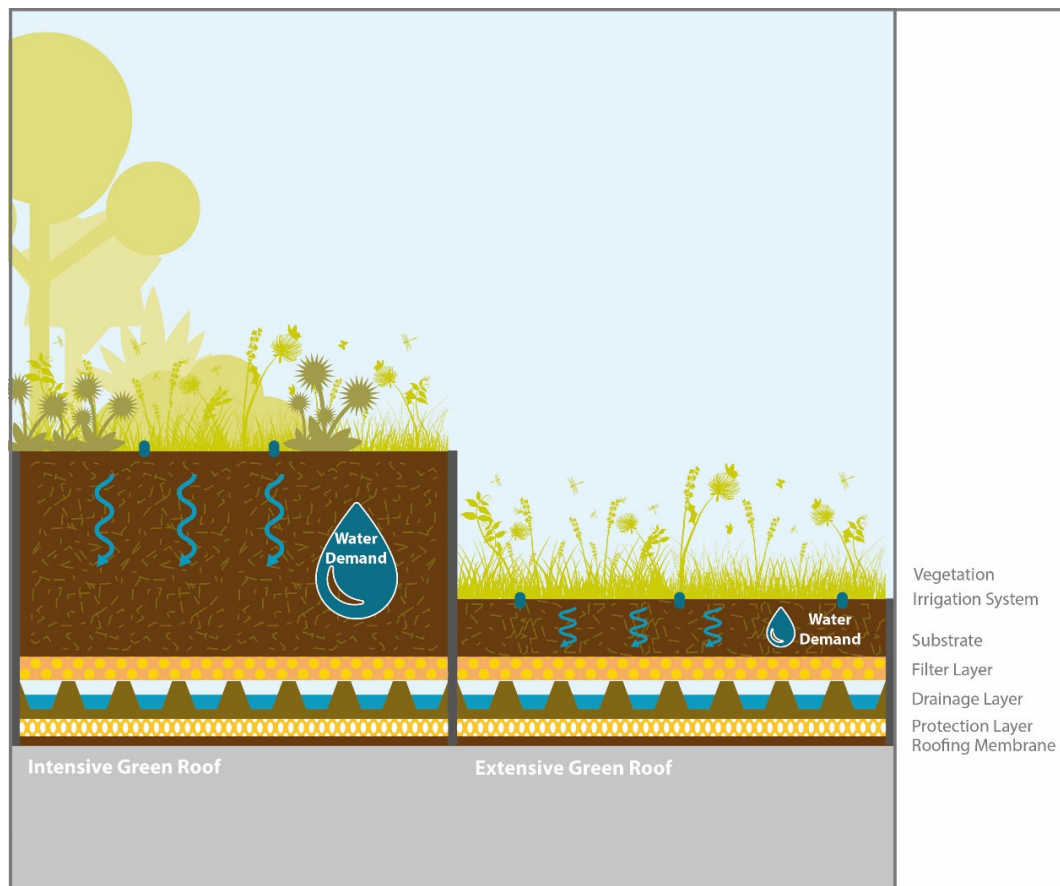 Water
Demand
Water
Demand
Intensive Green Roof
Extensive Green Roof
Vegetation
Irrigation System
Substrate
Filter Layer
Drainage Layer
Protection Layer
Roofing Membrane